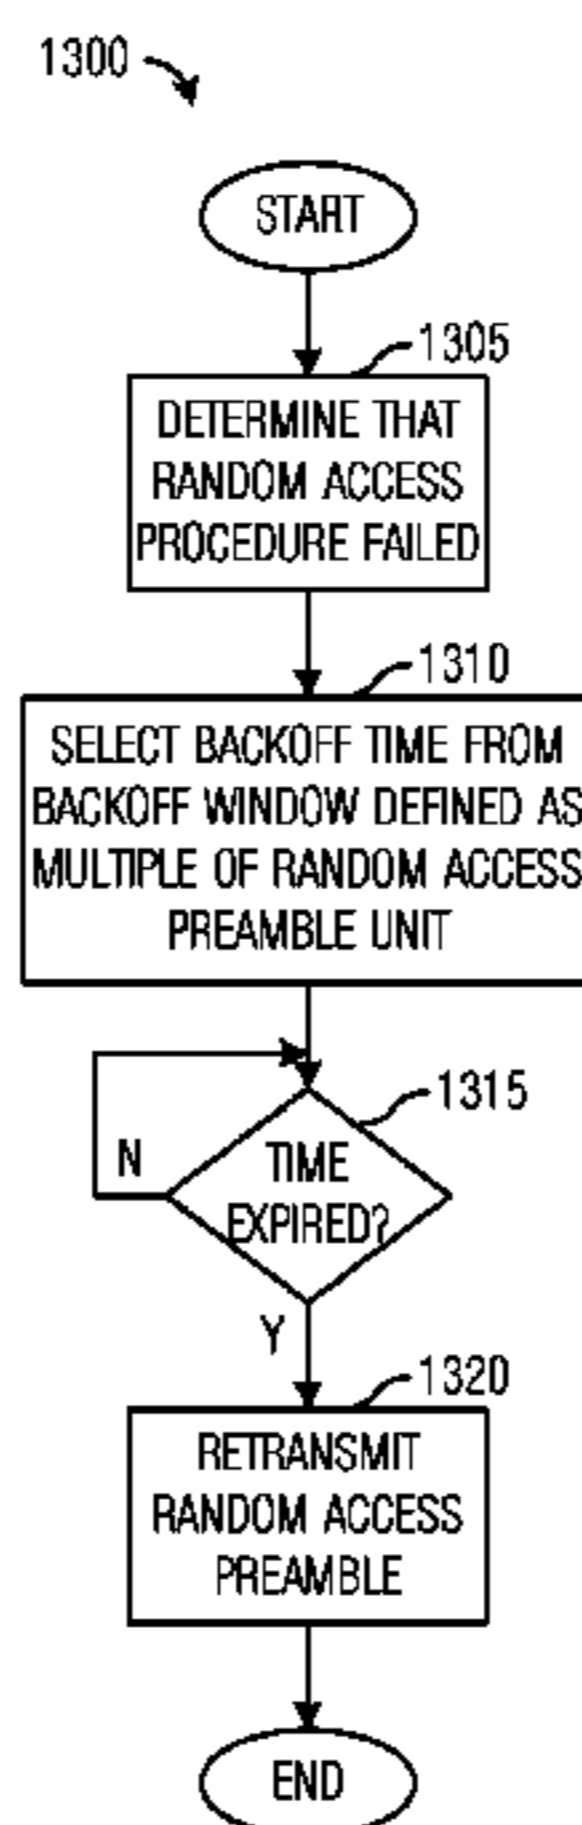 1300
START
1305
DETERMINE THAT
RANDOM ACCESS
PROCEDURE FAILED
1310
SELECT BACKOFF TIME FROM
BACKOFF WINDOW DEFINED AS
MULTIPLE OF RANDOM ACCESS
PREAMBLE UNIT
1315
N
TIME
EXPIRED?
Y
1320
RETRANSMIT
RANDOM ACCESS
PREAMBLE
END